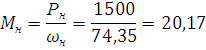 Mн = Pн/ωн = 1500/74,35 = 20,17